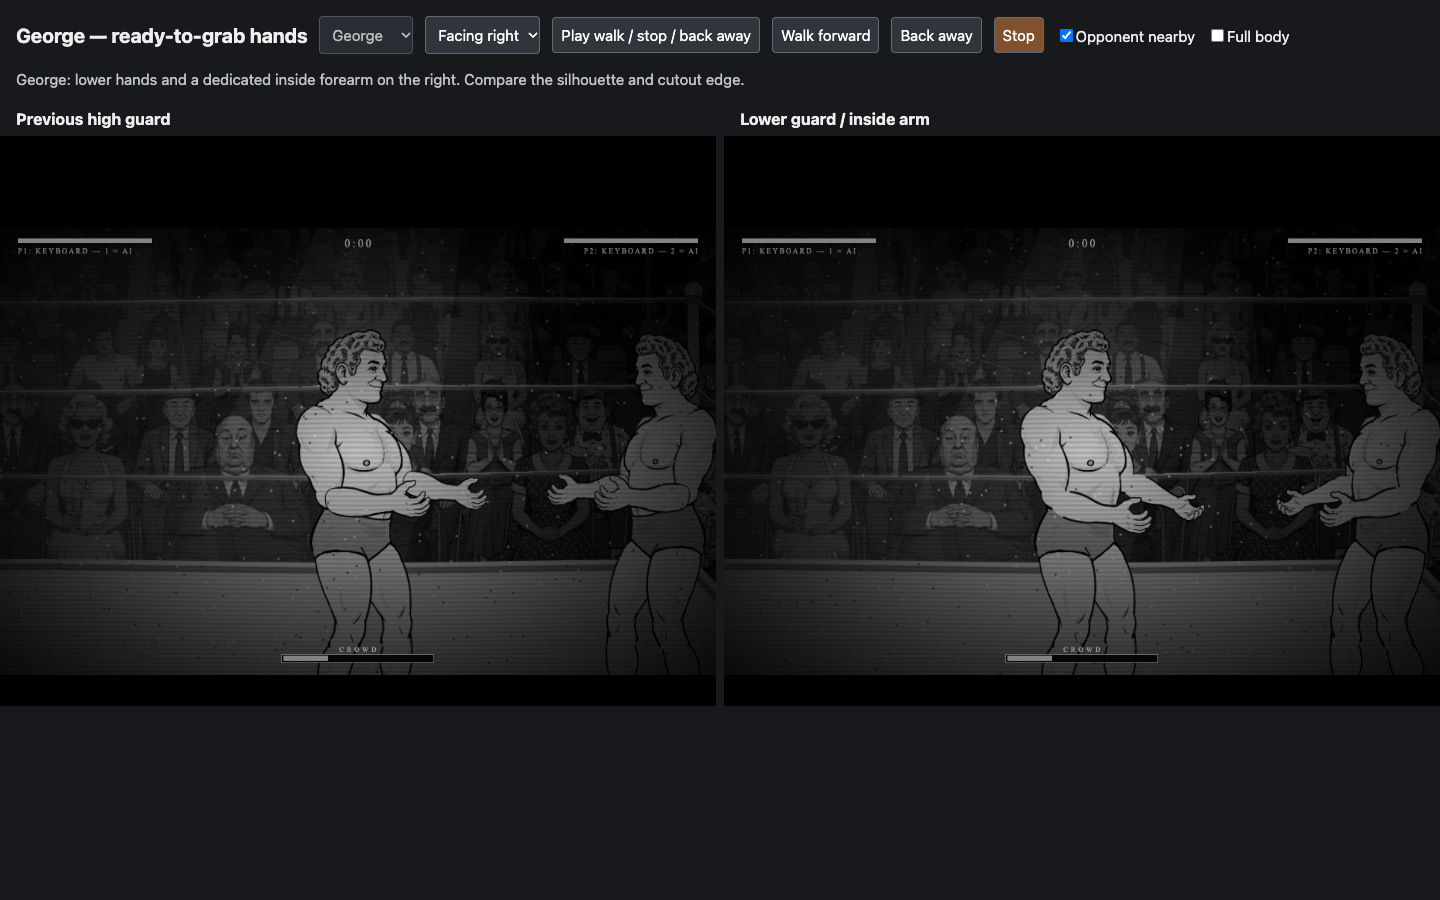 George — ready-to-grab hands George Facing right Play walk / stop / back away Walk forward Back away Stop Opponent nearby Full body
George: lower hands and a dedicated inside forearm on the right. Compare the silhouette and cutout edge.
Previous high guard
0:00
P1: KEYBOARD — 1 = AI
P2: KEYBOARD — 2 = AI
CROWD
Lower guard / inside arm
0:00
P1: KEYBOARD — 1 = AI
P2: KEYBOARD — 2 = AI
CROWD